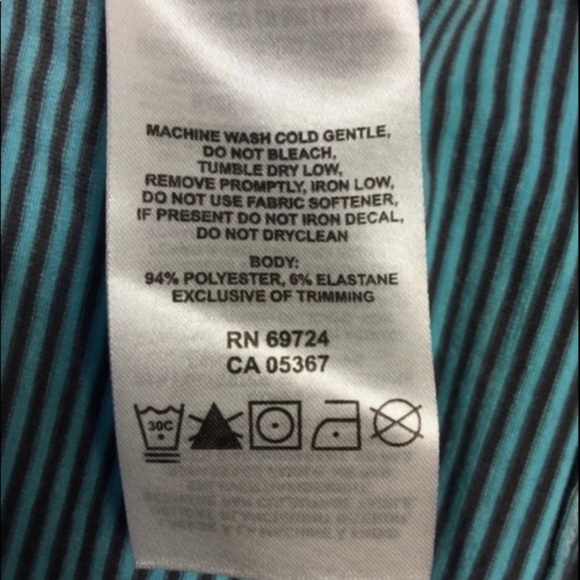 MACHINE WASH COLD GENTLE,
DO NOT BLEACH,
TUMBLE DRY LOW,
REMOVE PROMPTLY, IRON LOW,
DO NOT USE FABRIC SOFTENER,
IF PRESENT DO NOT IRON DECAL,
DO NOT DRYCLEAN
BODY:
94% POLYESTER, 6% ELASTANE
EXCLUSIVE OF TRIMMING
RN 69724
CA 05367
30C